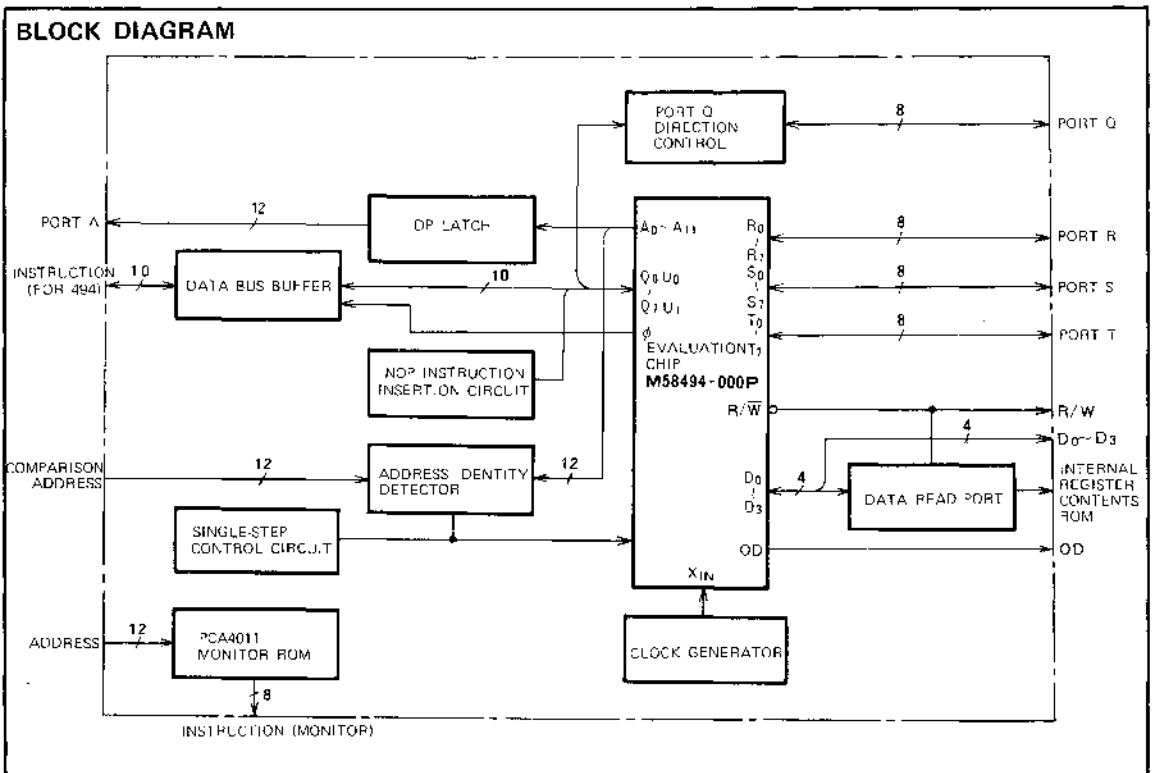 BLOCK DIAGRAM
PORT Q
DIRECTION
CONTROL
8
PORT Q
PORT A
12
DP LATCH
A0~A11
R0
R7
8
PORT R
INSTRUCTION
(FOR 494)
10
DATA BUS BUFFER
10
Q0 U0
Q7 U1
S0
S7
8
PORT S
T0
T7
8
PORT T
φ
EVALUATION
CHIP
M58494-000P
NOP INSTRUCTION
INSERTION CIRCUIT
R/W̅
R/W
4
D0~D3
COMPARISON
ADDRESS
12
ADDRESS IDENTITY
DETECTOR
12
D0
D3
4
DATA READ PORT
INTERNAL
REGISTER
CONTENTS
ROM
SINGLE-STEP
CONTROL CIRCUIT
OD
OD
XIN
ADDRESS
12
PCA4011
MONITOR ROM
CLOCK GENERATOR
8
INSTRUCTION (MONITOR)